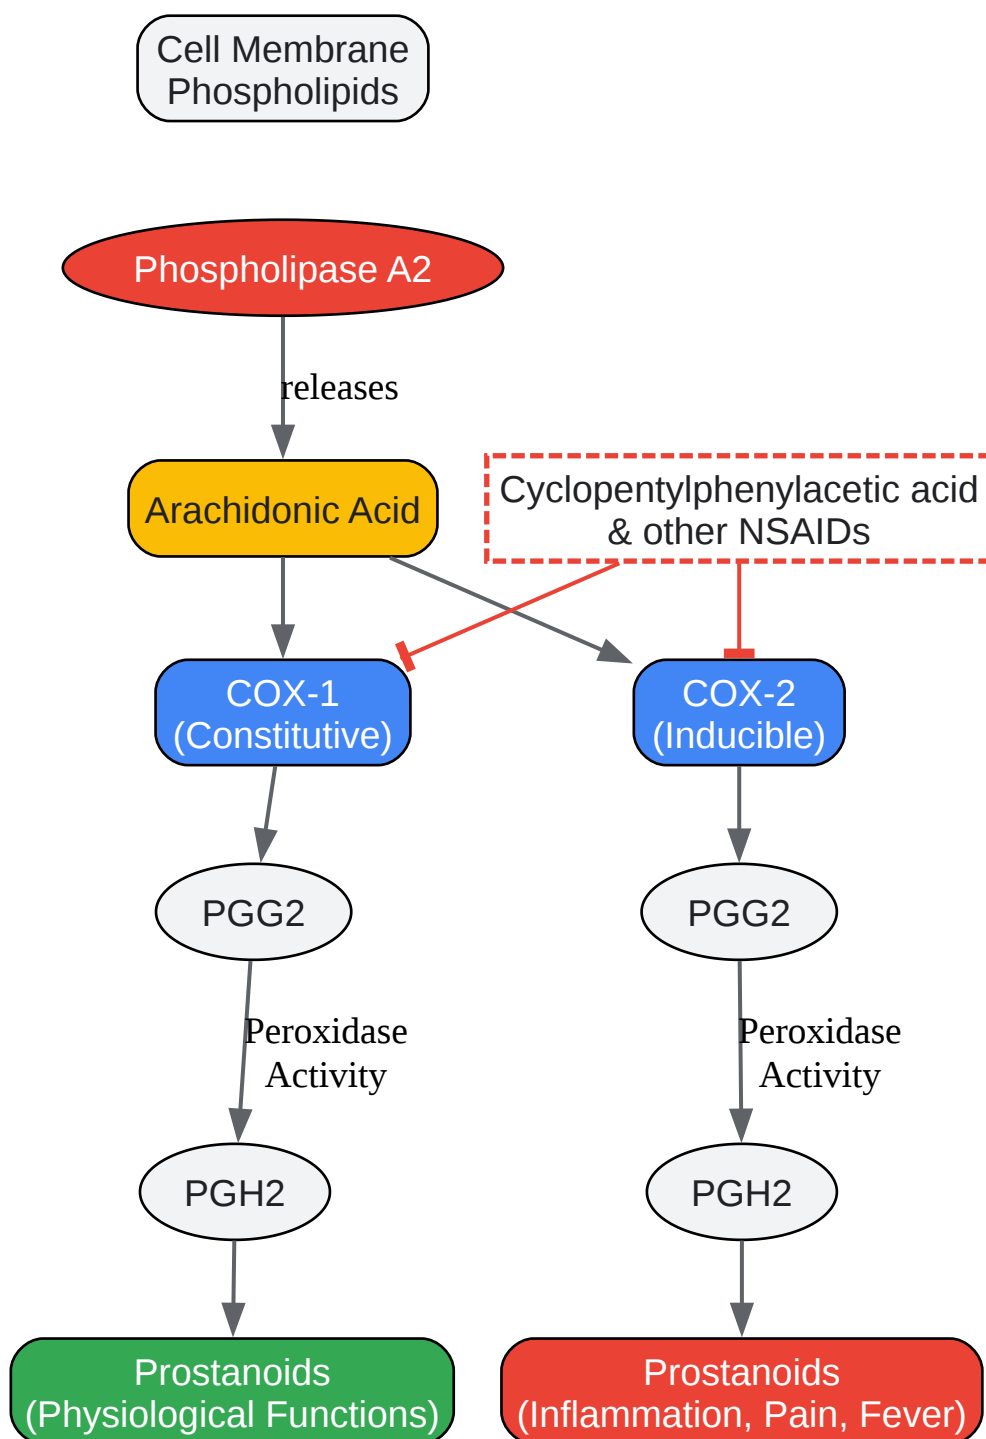 Cell Membrane
Phospholipids
Phospholipase A2
releases
Arachidonic Acid
Cyclopentylphenylacetic acid
& other NSAIDs
COX-1
(Constitutive)
COX-2
(Inducible)
PGG2
PGG2
Peroxidase
Activity
Peroxidase
Activity
PGH2
PGH2
Prostanoids
(Physiological Functions)
Prostanoids
(Inflammation, Pain, Fever)